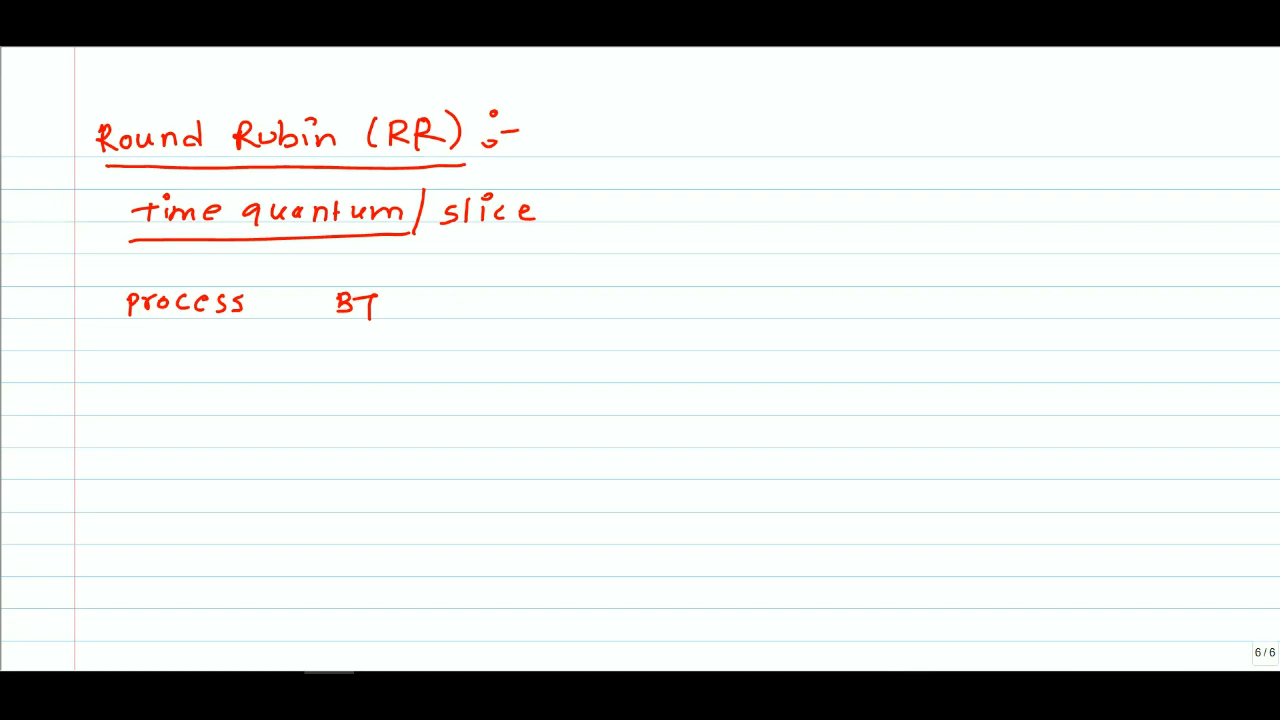 Round Rubin (RR) :-
Time quantum / slice
process BT
6 / 6